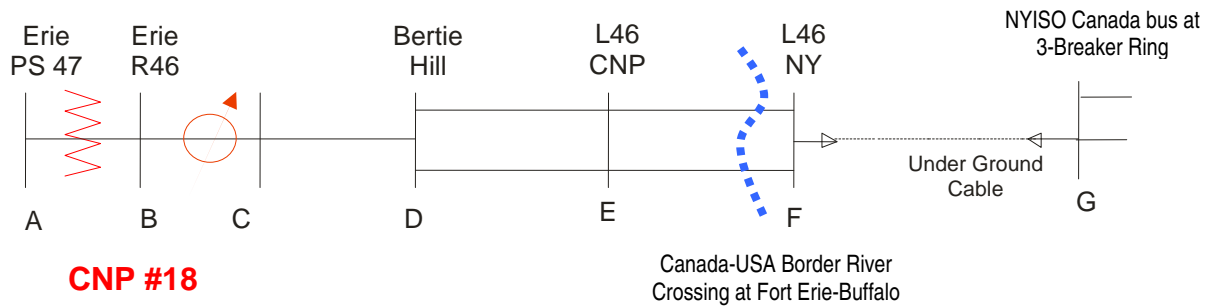 Erie
PS 47
Erie
R46
Bertie
Hill
L46
CNP
L46
NY
NYISO Canada bus at
3-Breaker Ring
Under Ground
Cable
A
B
C
D
E
F
G
CNP #18
Canada-USA Border River
Crossing at Fort Erie-Buffalo